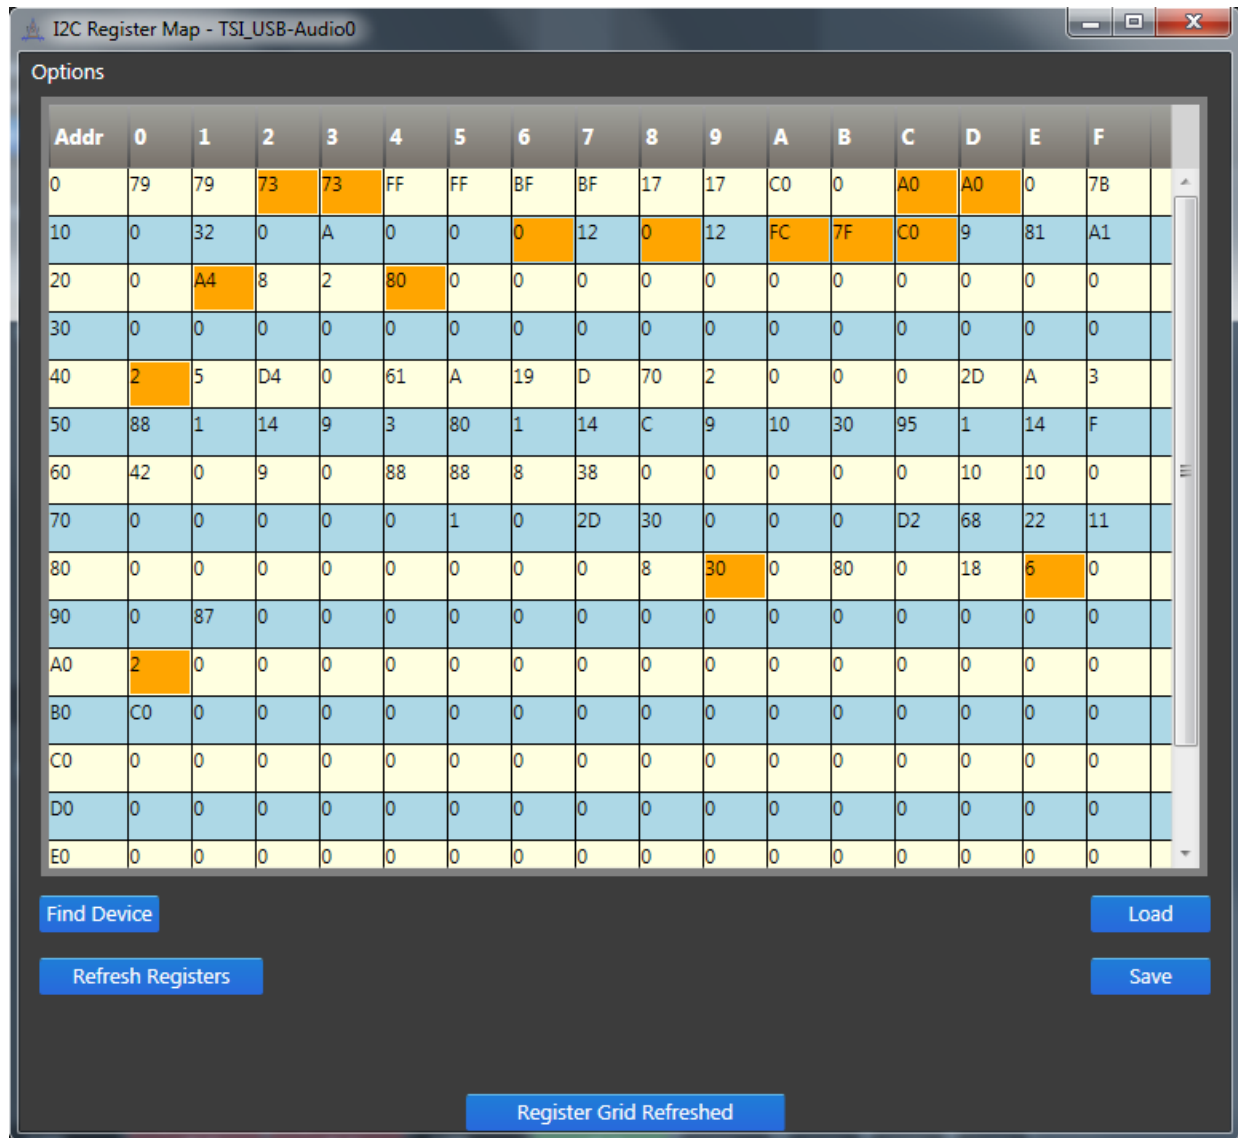 I2C Register Map - TSI_USB-Audio0
Options
Addr 0 1 2 3 4 5 6 7 8 9 A B C D E F
0 79 79 73 73 FF FF BF BF 17 17 C0 0 A0 A0 0 7B
10 0 32 0 A 0 0 0 12 0 12 FC 7F C0 9 81 A1
20 0 A4 8 2 80 0 0 0 0 0 0 0 0 0 0 0
30 0 0 0 0 0 0 0 0 0 0 0 0 0 0 0 0
40 2 5 D4 0 61 A 19 D 70 2 0 0 0 2D A 3
50 88 1 14 9 3 80 1 14 C 9 10 30 95 1 14 F
60 42 0 9 0 88 88 8 38 0 0 0 0 0 10 10 0
70 0 0 0 0 0 1 0 2D 30 0 0 0 D2 68 22 11
80 0 0 0 0 0 0 0 0 8 30 0 80 0 18 6 0
90 0 87 0 0 0 0 0 0 0 0 0 0 0 0 0 0
A0 2 0 0 0 0 0 0 0 0 0 0 0 0 0 0 0
B0 C0 0 0 0 0 0 0 0 0 0 0 0 0 0 0 0
C0 0 0 0 0 0 0 0 0 0 0 0 0 0 0 0 0
D0 0 0 0 0 0 0 0 0 0 0 0 0 0 0 0 0
E0 0 0 0 0 0 0 0 0 0 0 0 0 0 0 0 0
Find Device Load
Refresh Registers Save
Register Grid Refreshed